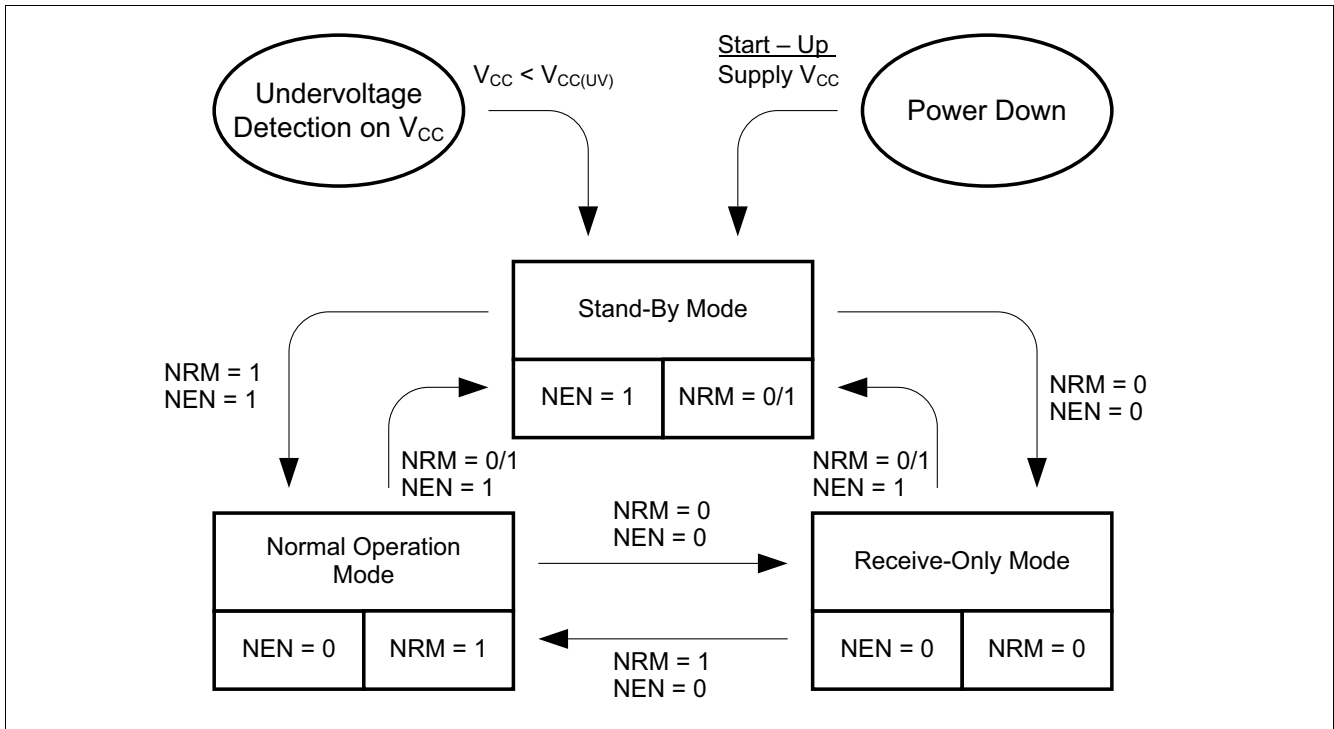 Undervoltage
Detection on VCC
VCC < VCC(UV)
Start – Up
Supply VCC
Power Down
Stand-By Mode
NEN = 1
NRM = 0/1
NRM = 1
NEN = 1
NRM = 0
NEN = 0
NRM = 0/1
NEN = 1
NRM = 0/1
NEN = 1
Normal Operation
Mode
NEN = 0
NRM = 1
NRM = 0
NEN = 0
NRM = 1
NEN = 0
Receive-Only Mode
NEN = 0
NRM = 0